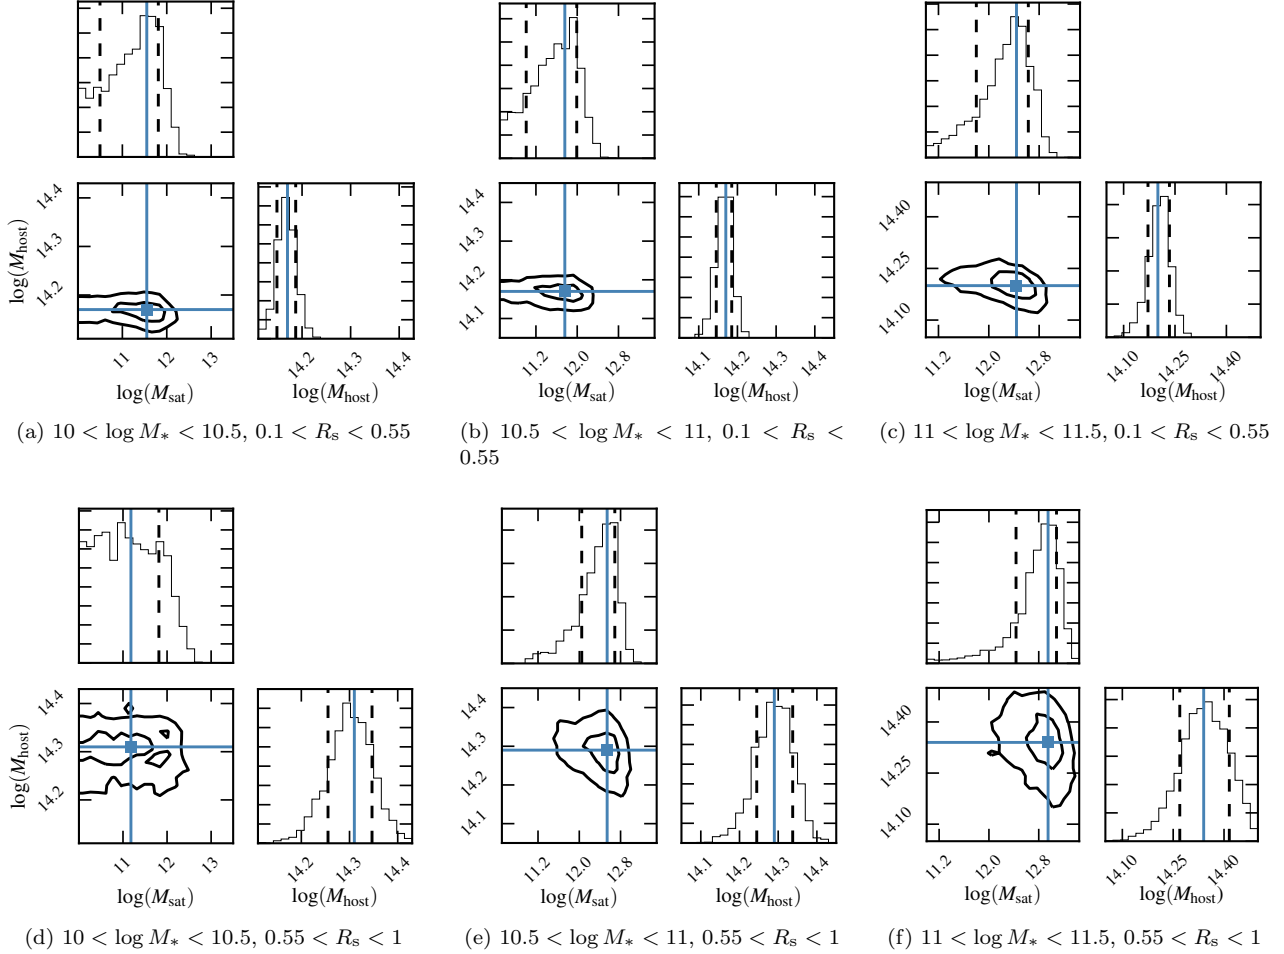 14.4
14.3
14.2
log(M_host)
11
12
13
log(M_sat)
14.2
14.3
14.4
log(M_host)
(a) 10 < log M_* < 10.5, 0.1 < R_s < 0.55
14.4
14.3
14.2
14.1
11.2
12.0
12.8
log(M_sat)
14.1
14.2
14.3
14.4
log(M_host)
(b) 10.5 < log M_* < 11, 0.1 < R_s <
0.55
14.40
14.25
14.10
11.2
12.0
12.8
log(M_sat)
14.10
14.25
14.40
log(M_host)
(c) 11 < log M_* < 11.5, 0.1 < R_s < 0.55
14.4
14.3
14.2
log(M_host)
11
12
13
log(M_sat)
14.2
14.3
14.4
log(M_host)
(d) 10 < log M_* < 10.5, 0.55 < R_s < 1
14.4
14.3
14.2
14.1
11.2
12.0
12.8
log(M_sat)
14.1
14.2
14.3
14.4
log(M_host)
(e) 10.5 < log M_* < 11, 0.55 < R_s < 1
14.40
14.25
14.10
11.2
12.0
12.8
log(M_sat)
14.10
14.25
14.40
log(M_host)
(f) 11 < log M_* < 11.5, 0.55 < R_s < 1